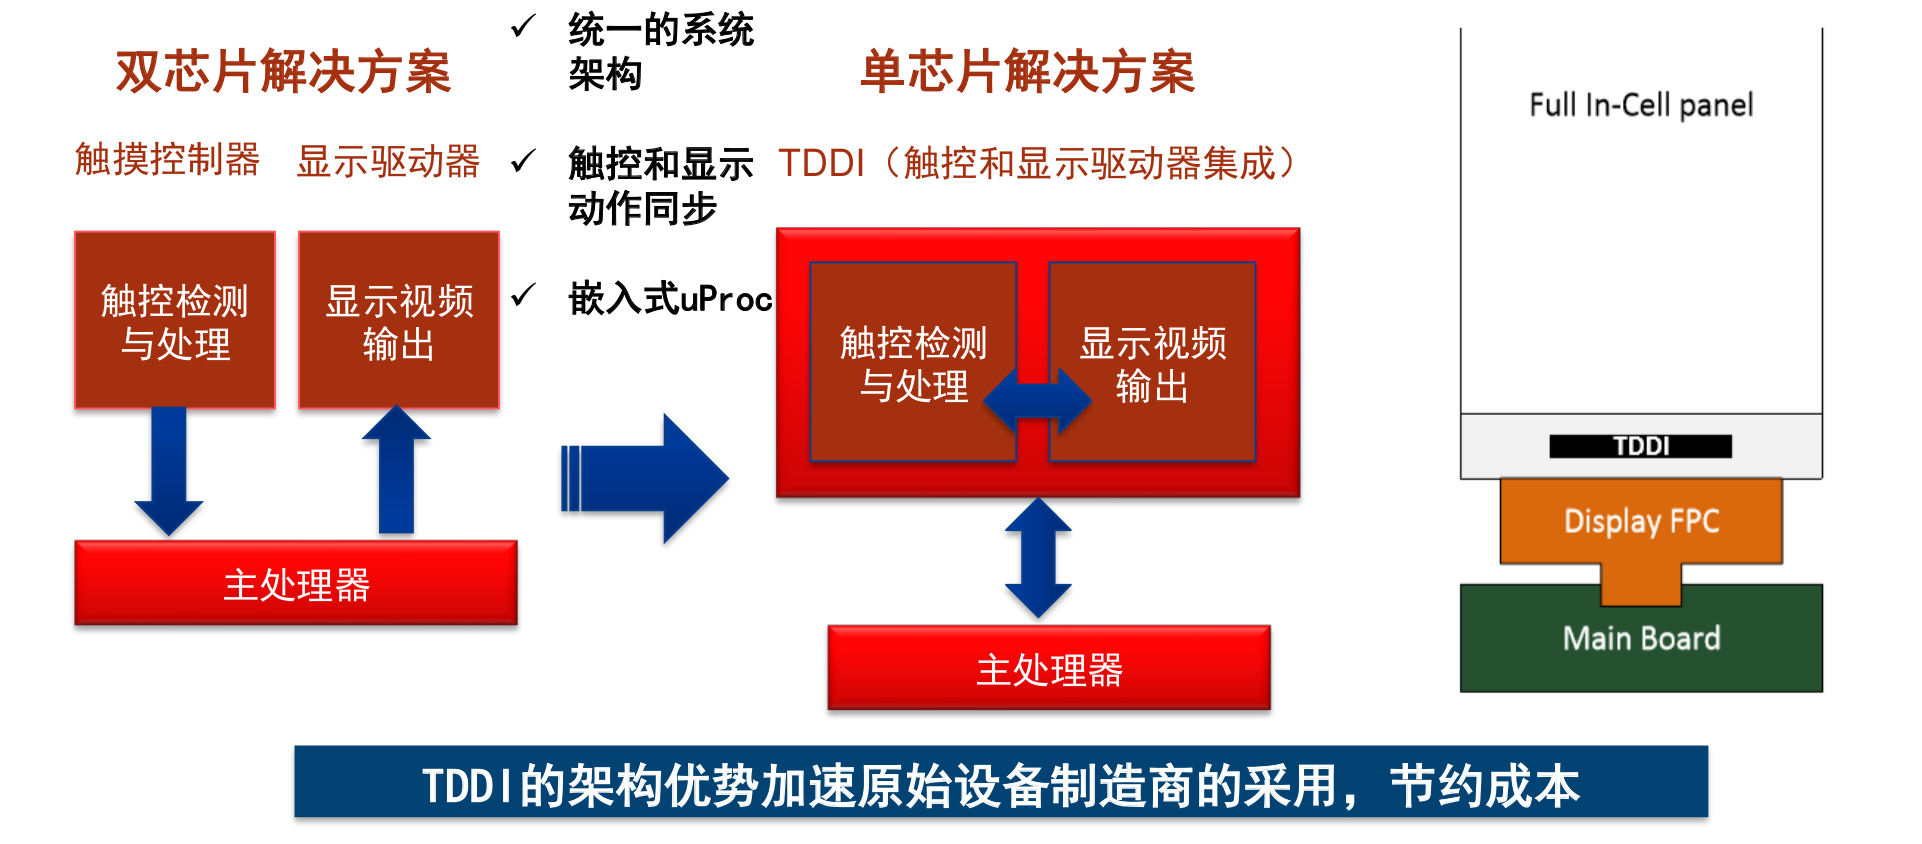 双芯片解决方案
触摸控制器
显示驱动器
触控检测
与处理
显示视频
输出
主处理器
✓ 统一的系统
架构
✓ 触控和显示
动作同步
✓ 嵌入式uProc
单芯片解决方案
TDDI（触控和显示驱动器集成）
触控检测
与处理
显示视频
输出
主处理器
Full In-Cell panel
TDDI
Display FPC
Main Board
TDDI的架构优势加速原始设备制造商的采用，节约成本